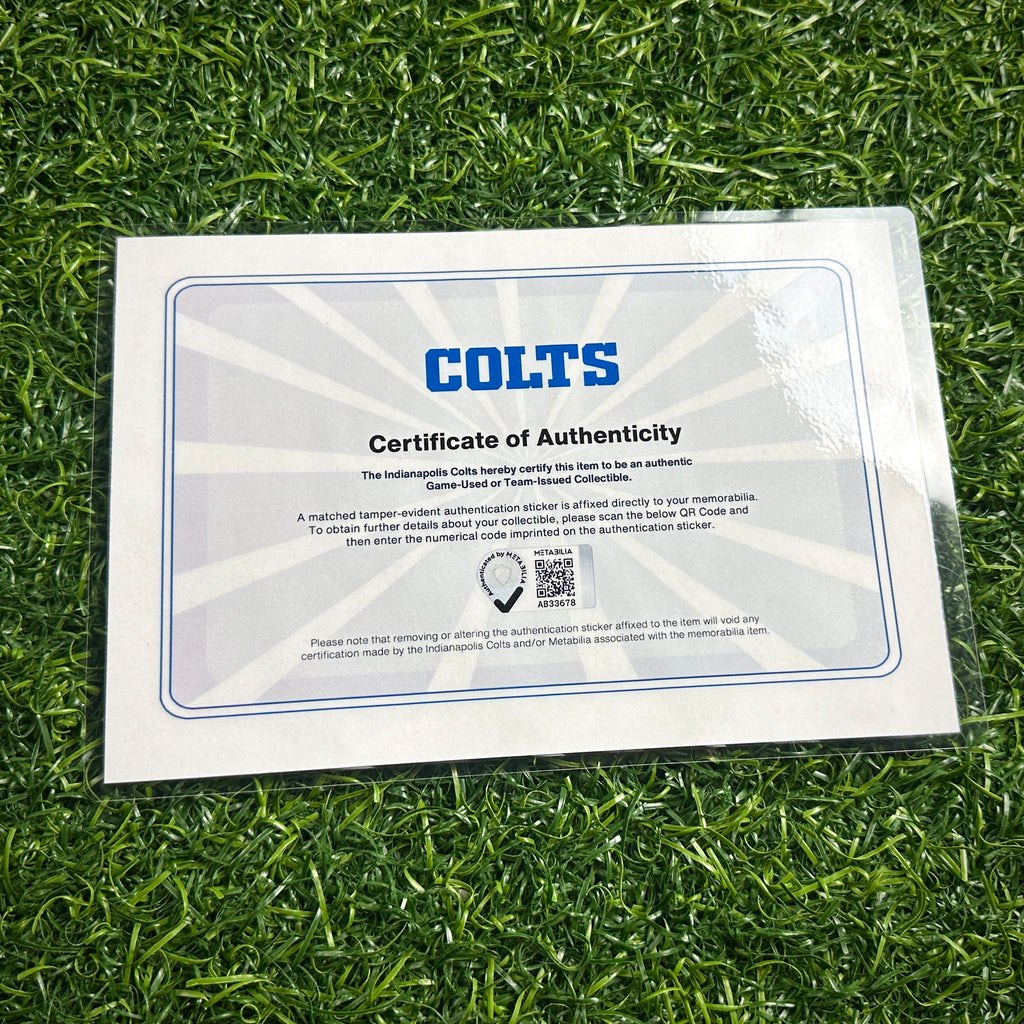 COLTS
Certificate of Authenticity
The Indianapolis Colts hereby certify this item to be an authentic
Game-Used or Team-Issued Collectible.
A matched tamper-evident authentication sticker is affixed directly to your memorabilia.
To obtain further details about your collectible, please scan the below QR Code and
then enter the numerical code imprinted on the authentication sticker.
Authenticated by METABILIA
METABILIA
AB33678
Please note that removing or altering the authentication sticker affixed to the item will void any
certification made by the Indianapolis Colts and/or Metabilia associated with the memorabilia item.